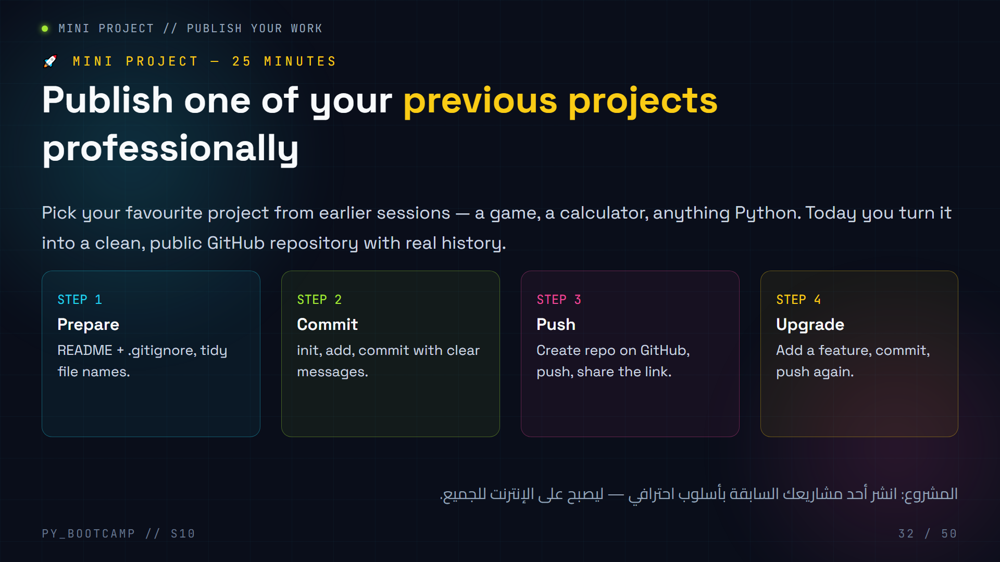 MINI PROJECT // PUBLISH YOUR WORK
🚀 MINI PROJECT — 25 MINUTES
Publish one of your previous projects
professionally
Pick your favourite project from earlier sessions — a game, a calculator, anything Python. Today you turn it
into a clean, public GitHub repository with real history.
STEP 1
Prepare
README + .gitignore, tidy
file names.
STEP 2
Commit
init, add, commit with clear
messages.
STEP 3
Push
Create repo on GitHub,
push, share the link.
STEP 4
Upgrade
Add a feature, commit,
push again.
المشروع: انشر أحد مشاريعك السابقة بأسلوب احترافي — ليصبح على الإنترنت للجميع.
PY_BOOTCAMP // S10
32 / 50